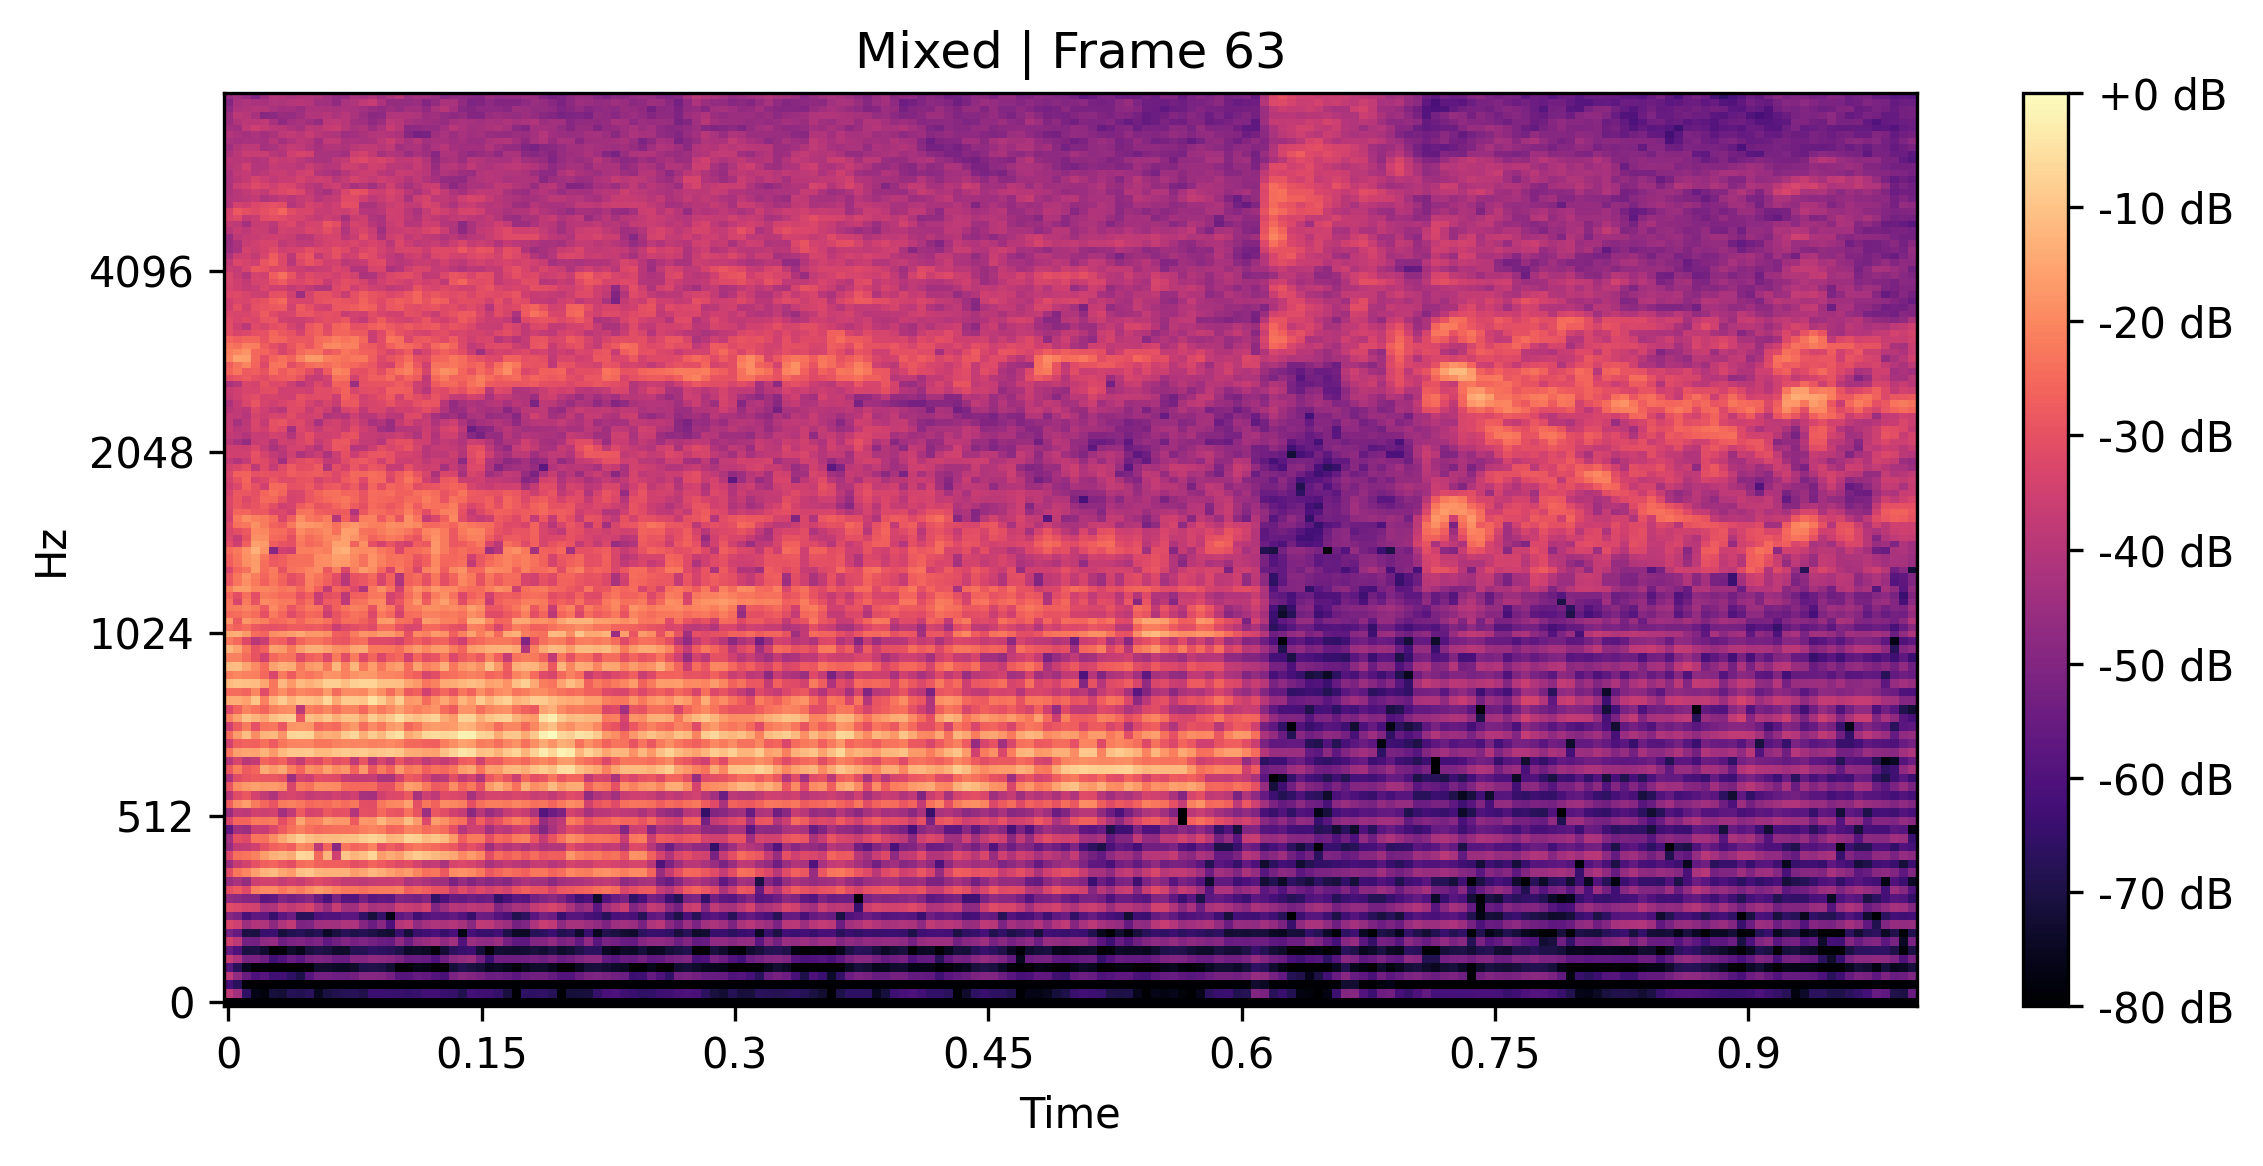 Mixed | Frame 63
+0 dB
-10 dB
4096
-20 dB
-30 dB
2048
-40 dB
Hz
-50 dB
1024
-60 dB
512
-70 dB
0
-80 dB
0 0.15 0.3 0.45 0.6 0.75 0.9
Time